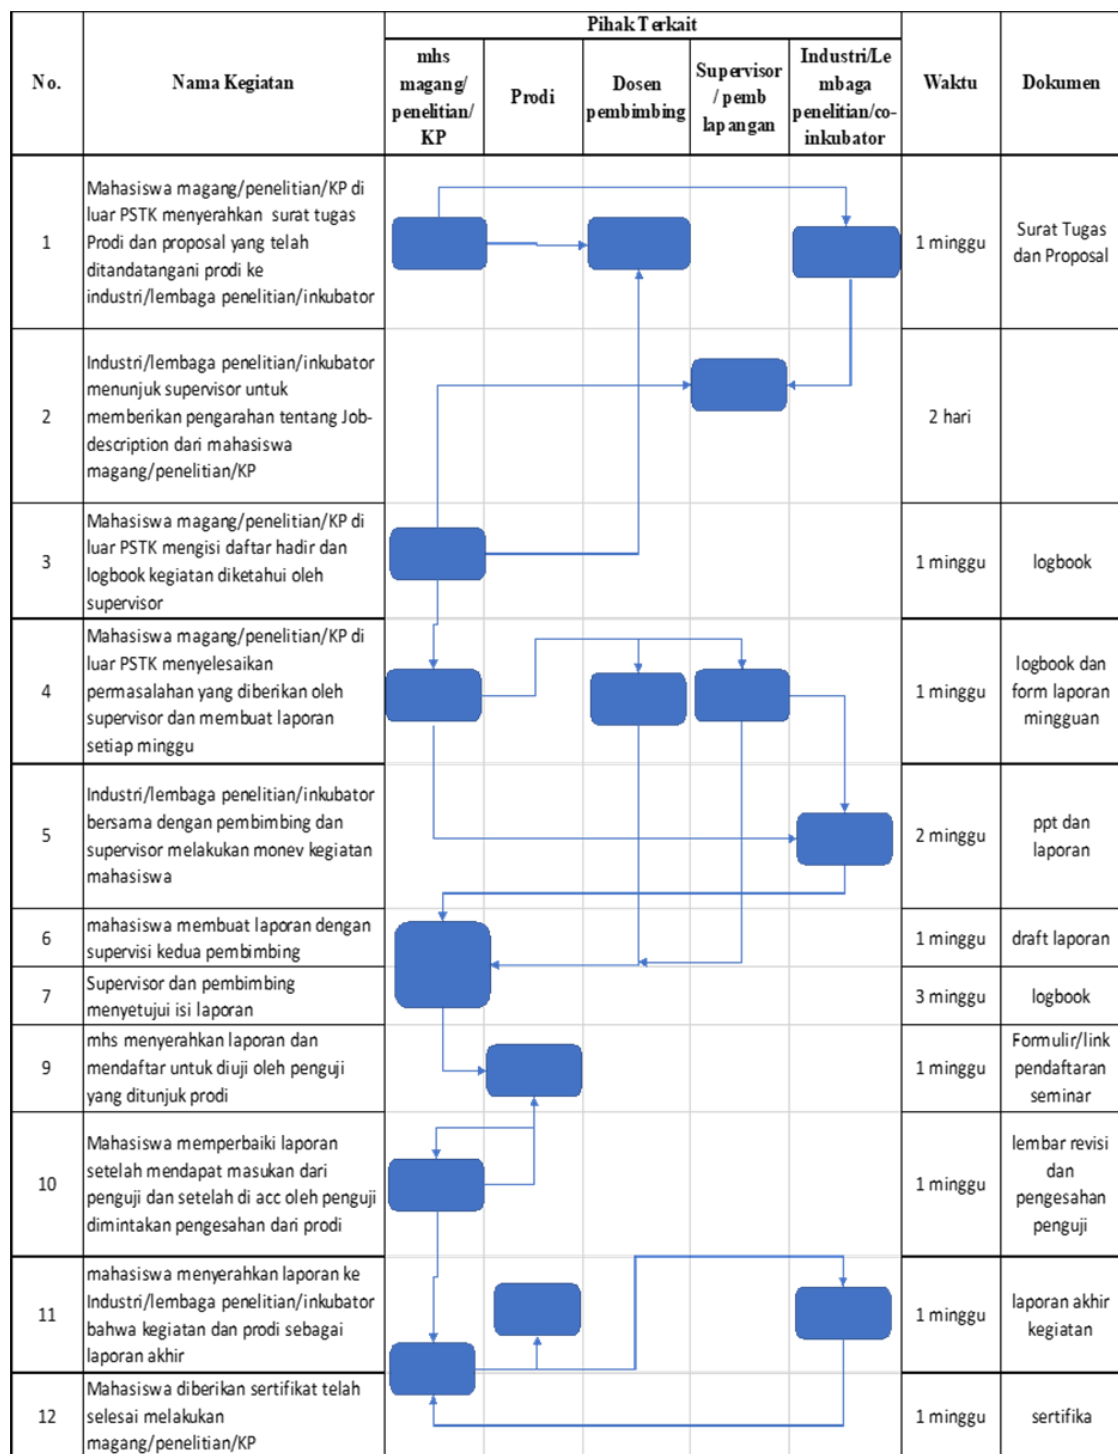 Pihak Terkait
No.
Nama Kegiatan
mhs
magang/
penelitian/
KP
Prodi
Dosen
pembimbing
Supervisor
/ pemb
lapangan
Industri/Le
mbaga
penelitian/co-
inkubator
Waktu
Dokumen
1
Mahasiswa magang/penelitian/KP di
luar PSTK menyerahkan surat tugas
Prodi dan proposal yang telah
ditandatangani prodi ke
industri/lembaga penelitian/inkubator
1 minggu
Surat Tugas
dan Proposal
2
Industri/lembaga penelitian/inkubator
menunjuk supervisor untuk
memberikan pengarahan tentang Job-
description dari mahasiswa
magang/penelitian/KP
2 hari
3
Mahasiswa magang/penelitian/KP di
luar PSTK mengisi daftar hadir dan
logbook kegiatan diketahui oleh
supervisor
1 minggu
logbook
4
Mahasiswa magang/penelitian/KP di
luar PSTK menyelesaikan
permasalahan yang diberikan oleh
supervisor dan membuat laporan
setiap minggu
1 minggu
logbook dan
form laporan
mingguan
5
Industri/lembaga penelitian/inkubator
bersama dengan pembimbing dan
supervisor melakukan monev kegiatan
mahasiswa
2 minggu
ppt dan
laporan
6
mahasiswa membuat laporan dengan
supervisi kedua pembimbing
1 minggu
draft laporan
7
Supervisor dan pembimbing
menyetujui isi laporan
3 minggu
logbook
9
mhs menyerahkan laporan dan
mendaftar untuk diuji oleh penguji
yang ditunjuk prodi
1 minggu
Formulir/link
pendaftaran
seminar
10
Mahasiswa memperbaiki laporan
setelah mendapat masukan dari
penguji dan setelah di acc oleh penguji
dimintakan pengesahan dari prodi
1 minggu
lembar revisi
dan
pengesahan
penguji
11
mahasiswa menyerahkan laporan ke
Industri/lembaga penelitian/inkubator
bahwa kegiatan dan prodi sebagai
laporan akhir
1 minggu
laporan akhir
kegiatan
12
Mahasiswa diberikan sertifikat telah
selesai melakukan
magang/penelitian/KP
1 minggu
sertifika